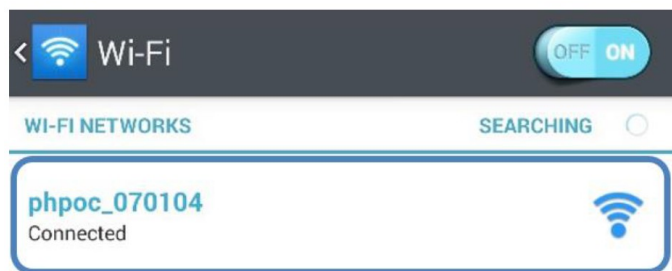 Wi-Fi OFF ON
WI-FI NETWORKS SEARCHING
phpoc_070104
Connected